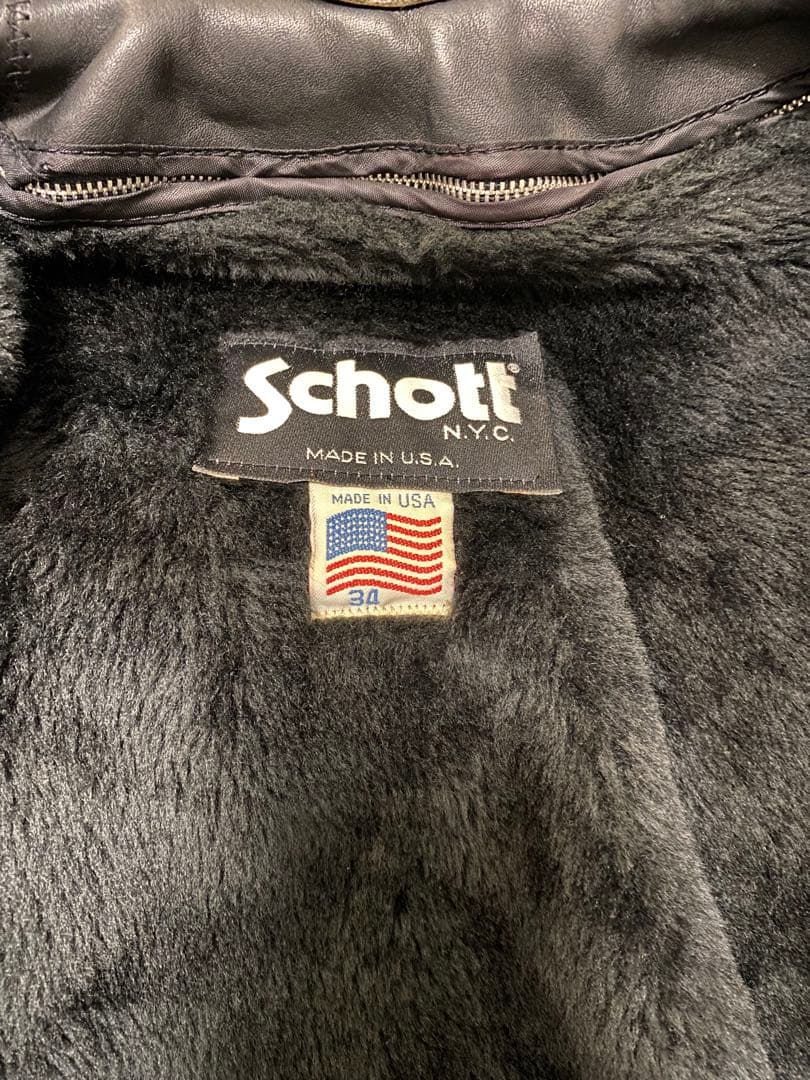 Schott®
N.Y.C.
MADE IN U.S.A.
MADE IN USA
34